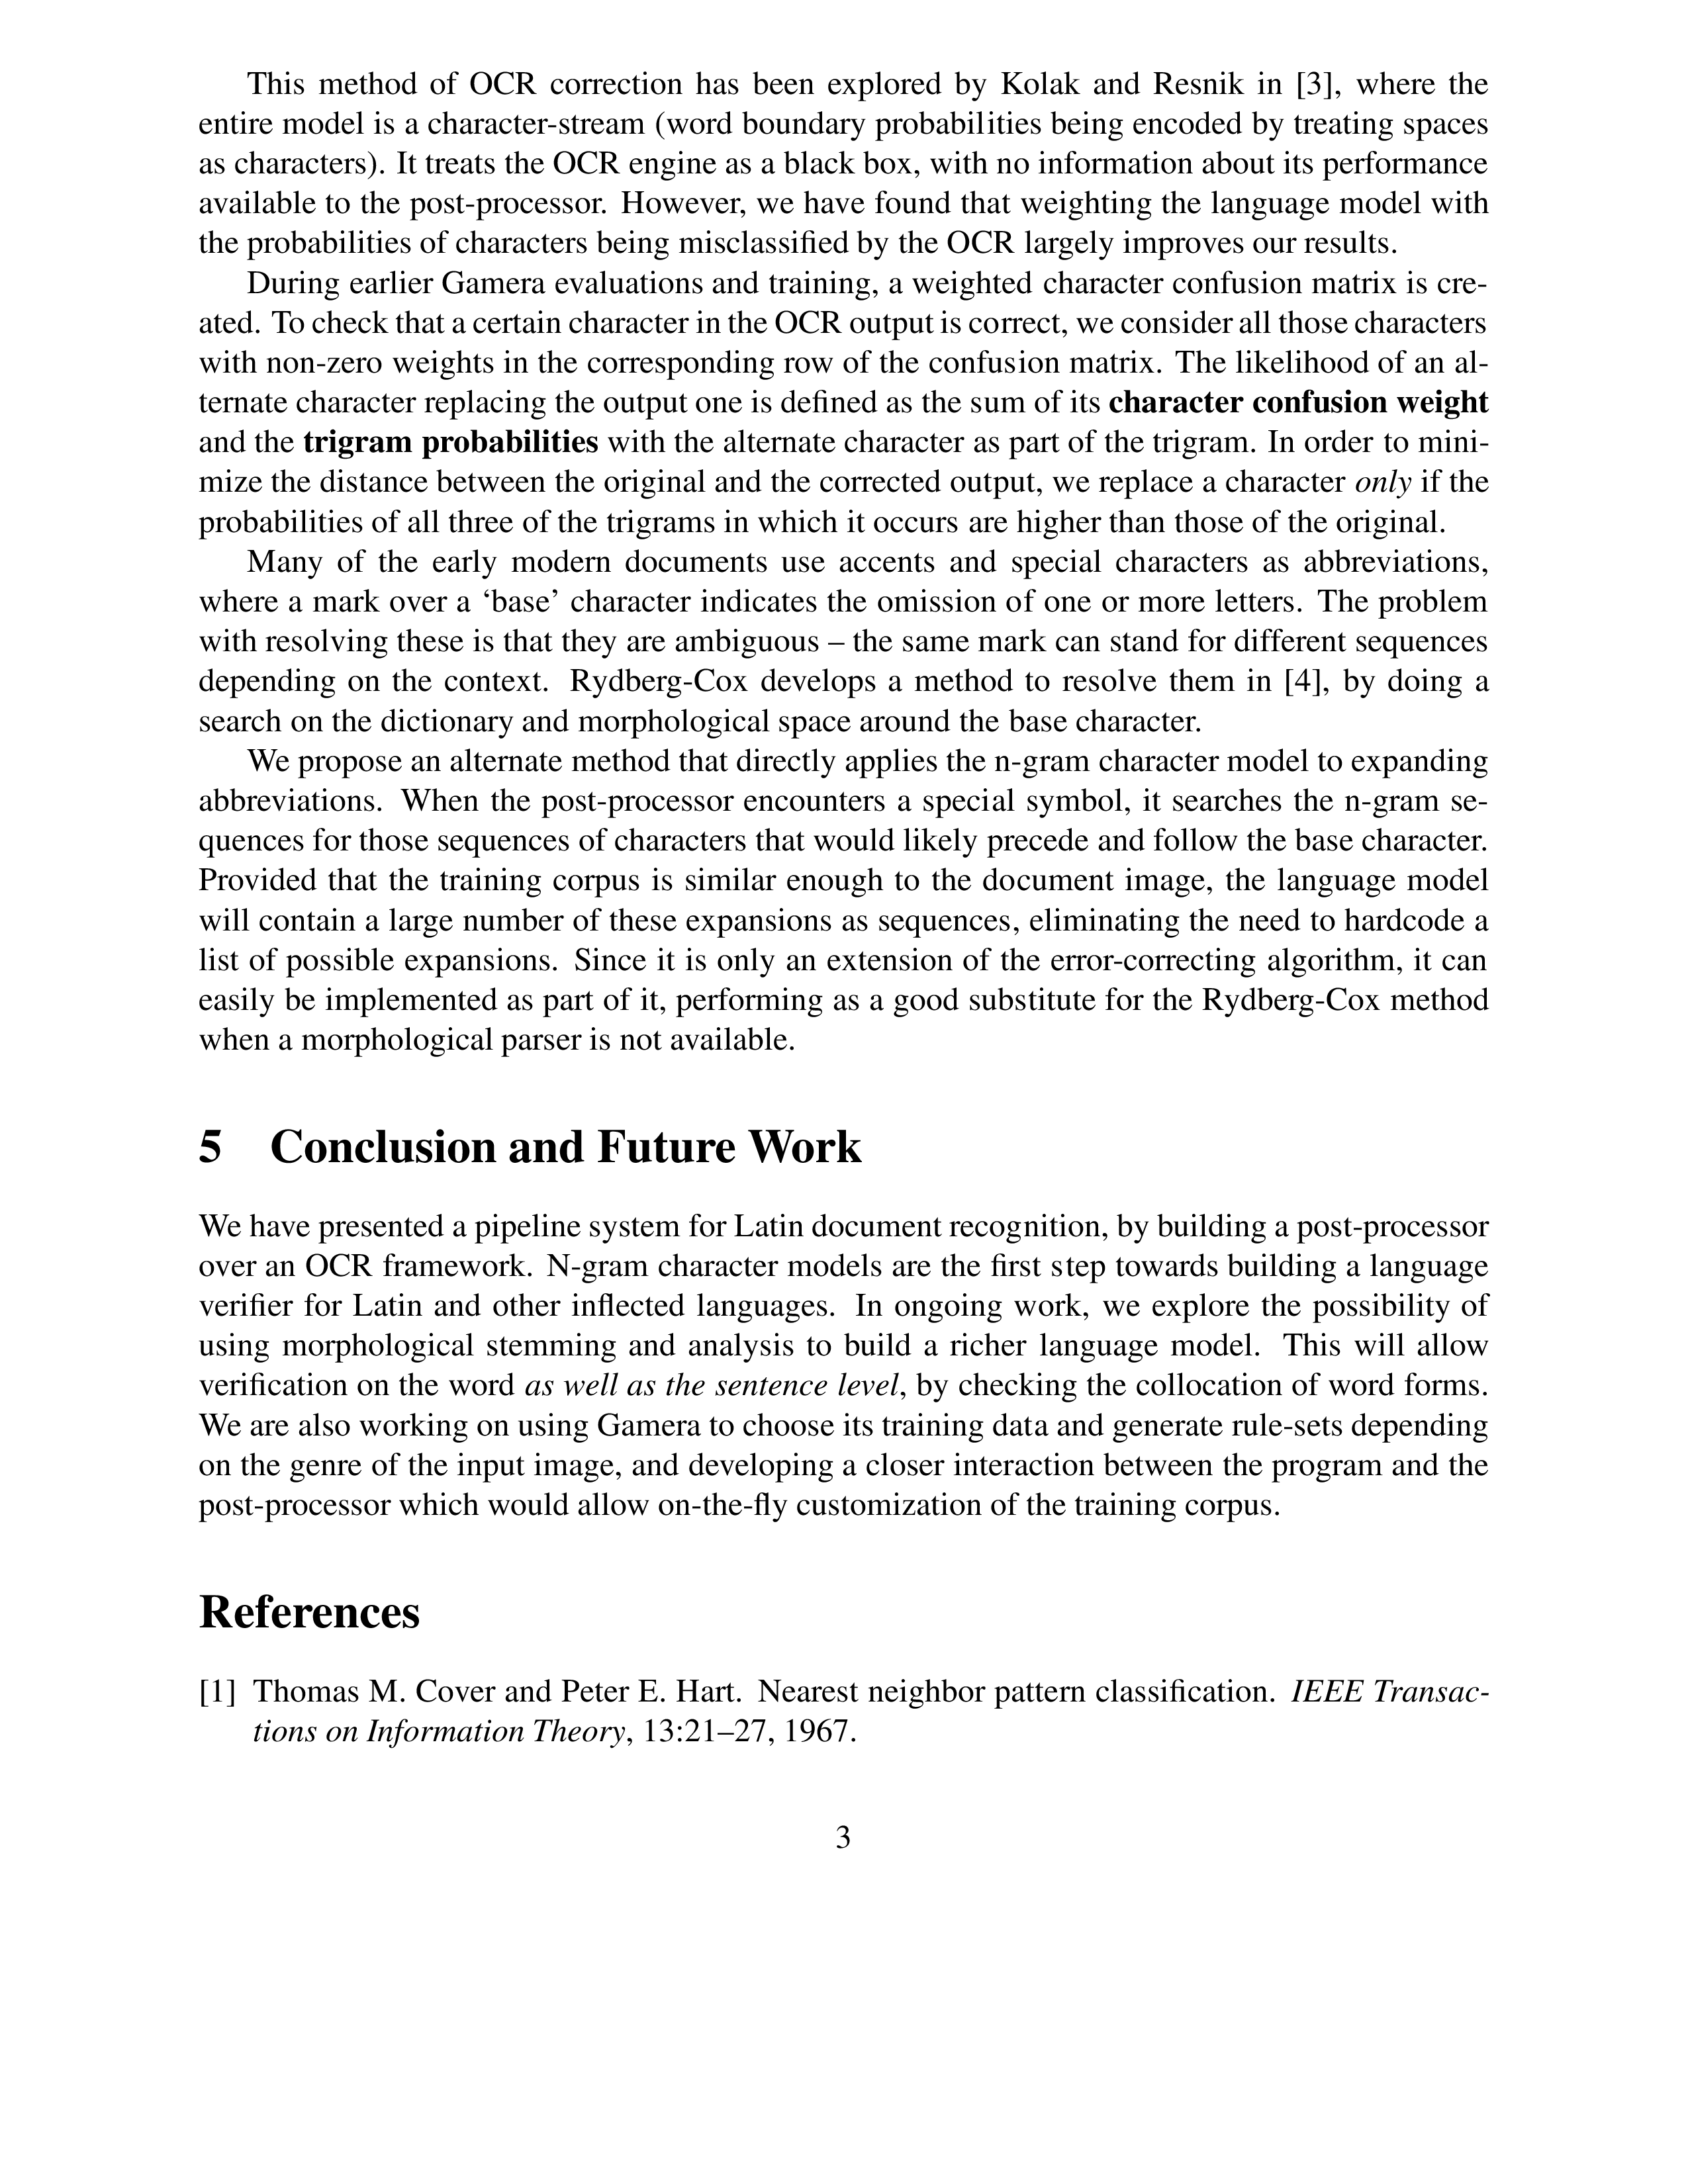 This method of OCR correction has been explored by Kolak and Resnik in [3], where the
entire model is a character-stream (word boundary probabilities being encoded by treating spaces
as characters). It treats the OCR engine as a black box, with no information about its performance
available to the post-processor. However, we have found that weighting the language model with
the probabilities of characters being misclassified by the OCR largely improves our results.
During earlier Gamera evaluations and training, a weighted character confusion matrix is cre-
ated. To check that a certain character in the OCR output is correct, we consider all those characters
with non-zero weights in the corresponding row of the confusion matrix. The likelihood of an al-
ternate character replacing the output one is defined as the sum of its character confusion weight
and the trigram probabilities with the alternate character as part of the trigram. In order to mini-
mize the distance between the original and the corrected output, we replace a character only if the
probabilities of all three of the trigrams in which it occurs are higher than those of the original.
Many of the early modern documents use accents and special characters as abbreviations,
where a mark over a ‘base’ character indicates the omission of one or more letters. The problem
with resolving these is that they are ambiguous – the same mark can stand for different sequences
depending on the context. Rydberg-Cox develops a method to resolve them in [4], by doing a
search on the dictionary and morphological space around the base character.
We propose an alternate method that directly applies the n-gram character model to expanding
abbreviations. When the post-processor encounters a special symbol, it searches the n-gram se-
quences for those sequences of characters that would likely precede and follow the base character.
Provided that the training corpus is similar enough to the document image, the language model
will contain a large number of these expansions as sequences, eliminating the need to hardcode a
list of possible expansions. Since it is only an extension of the error-correcting algorithm, it can
easily be implemented as part of it, performing as a good substitute for the Rydberg-Cox method
when a morphological parser is not available.
5 Conclusion and Future Work
We have presented a pipeline system for Latin document recognition, by building a post-processor
over an OCR framework. N-gram character models are the first step towards building a language
verifier for Latin and other inflected languages. In ongoing work, we explore the possibility of
using morphological stemming and analysis to build a richer language model. This will allow
verification on the word as well as the sentence level, by checking the collocation of word forms.
We are also working on using Gamera to choose its training data and generate rule-sets depending
on the genre of the input image, and developing a closer interaction between the program and the
post-processor which would allow on-the-fly customization of the training corpus.
References
[1] Thomas M. Cover and Peter E. Hart. Nearest neighbor pattern classification. IEEE Transac-
tions on Information Theory, 13:21–27, 1967.
3